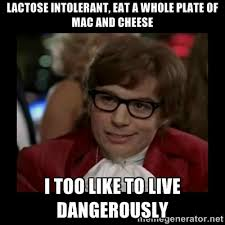 LACTOSE INTOLERANT, EAT A WHOLE PLATE OF
MAC AND CHEESE
I TOO LIKE TO LIVE
DANGEROUSLY
memegenerator.net